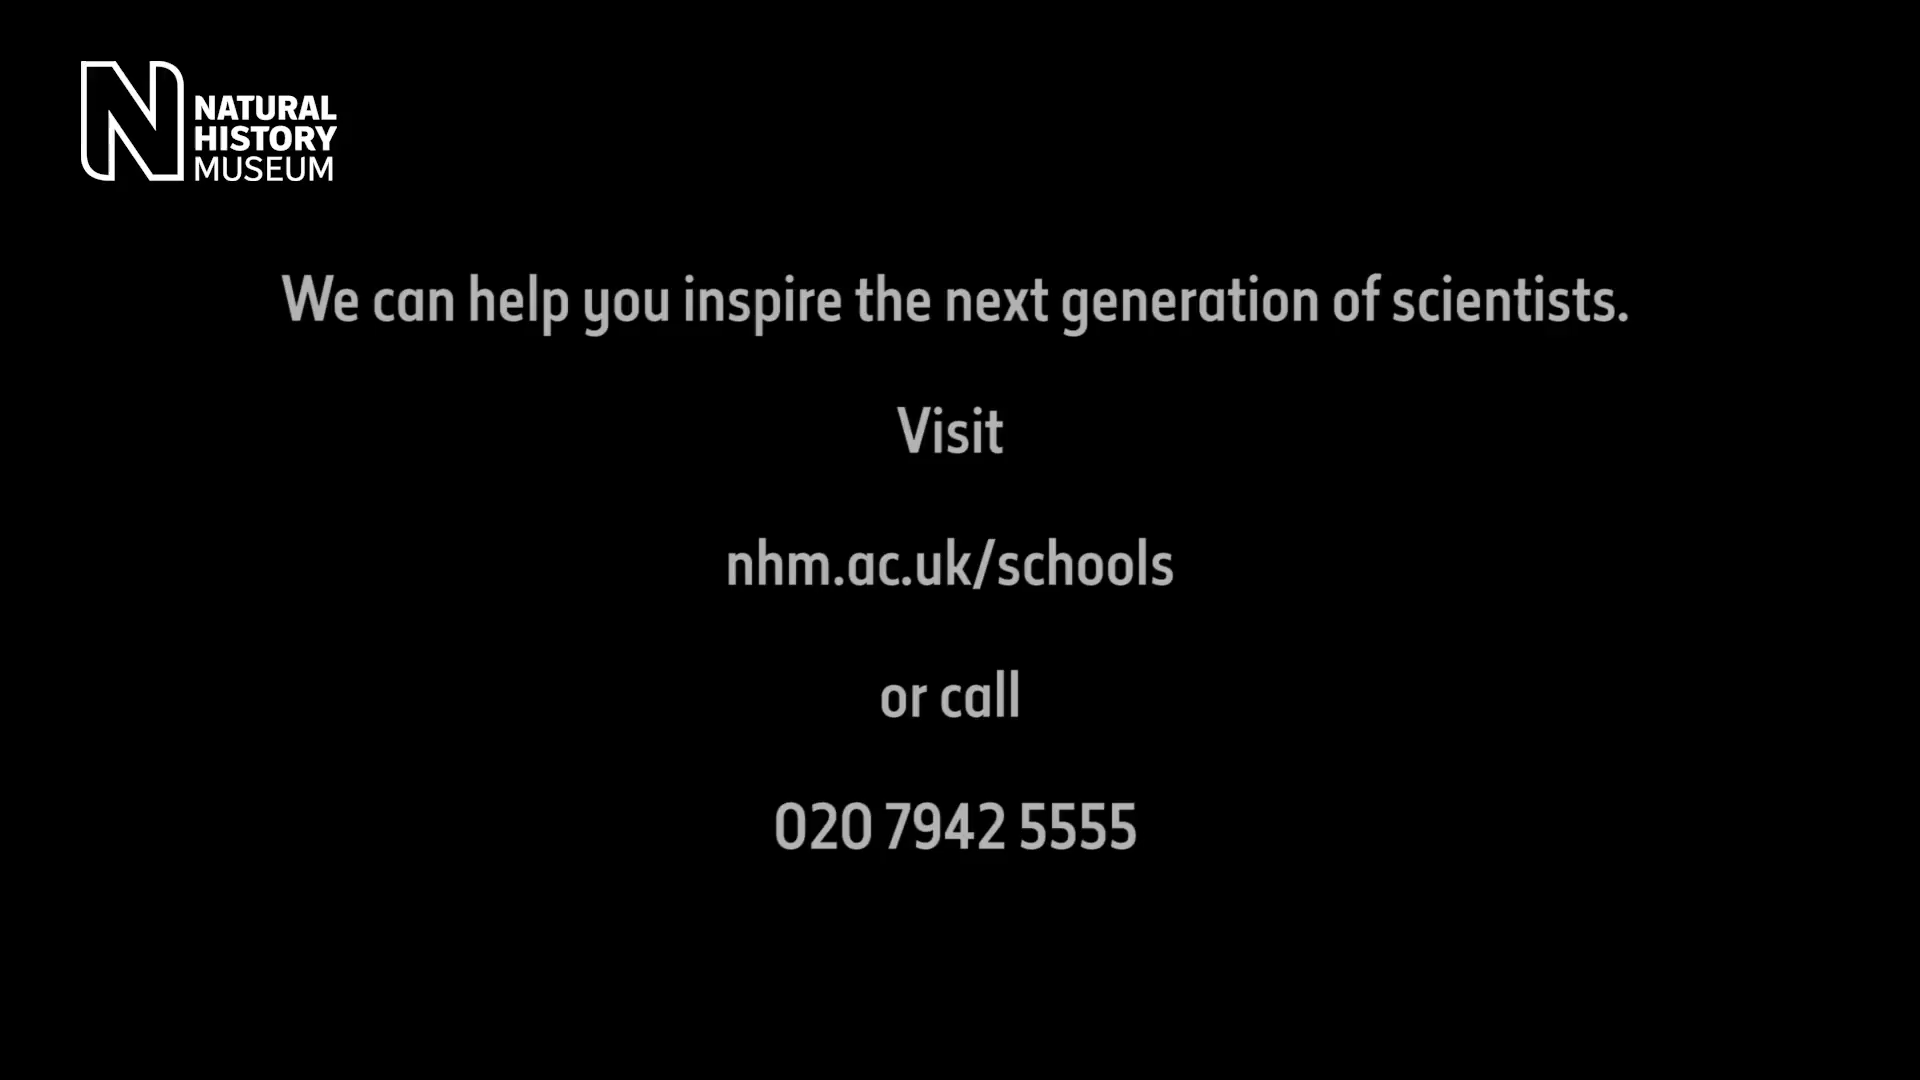 NATURAL
HISTORY
MUSEUM
We can help you inspire the next generation of scientists.
Visit
nhm.ac.uk/schools
or call
020 7942 5555